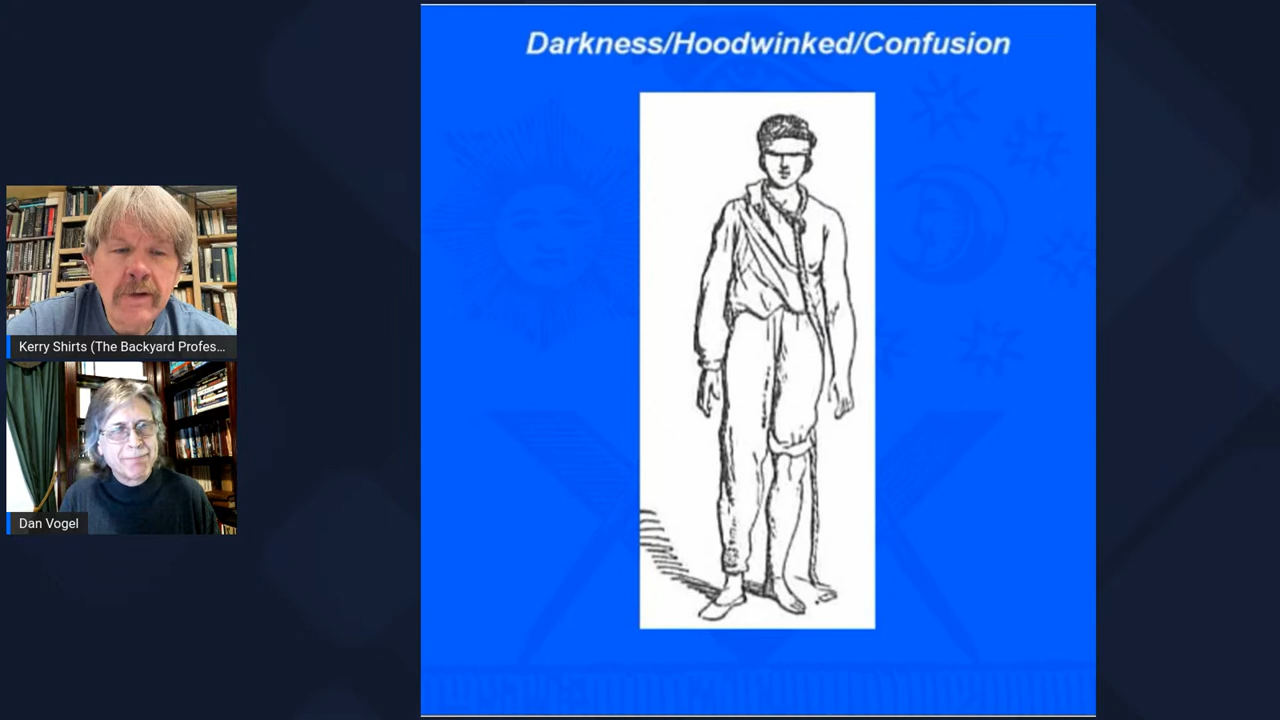 Darkness/Hoodwinked/Confusion
Kerry Shirts (The Backyard Profes...
Dan Vogel